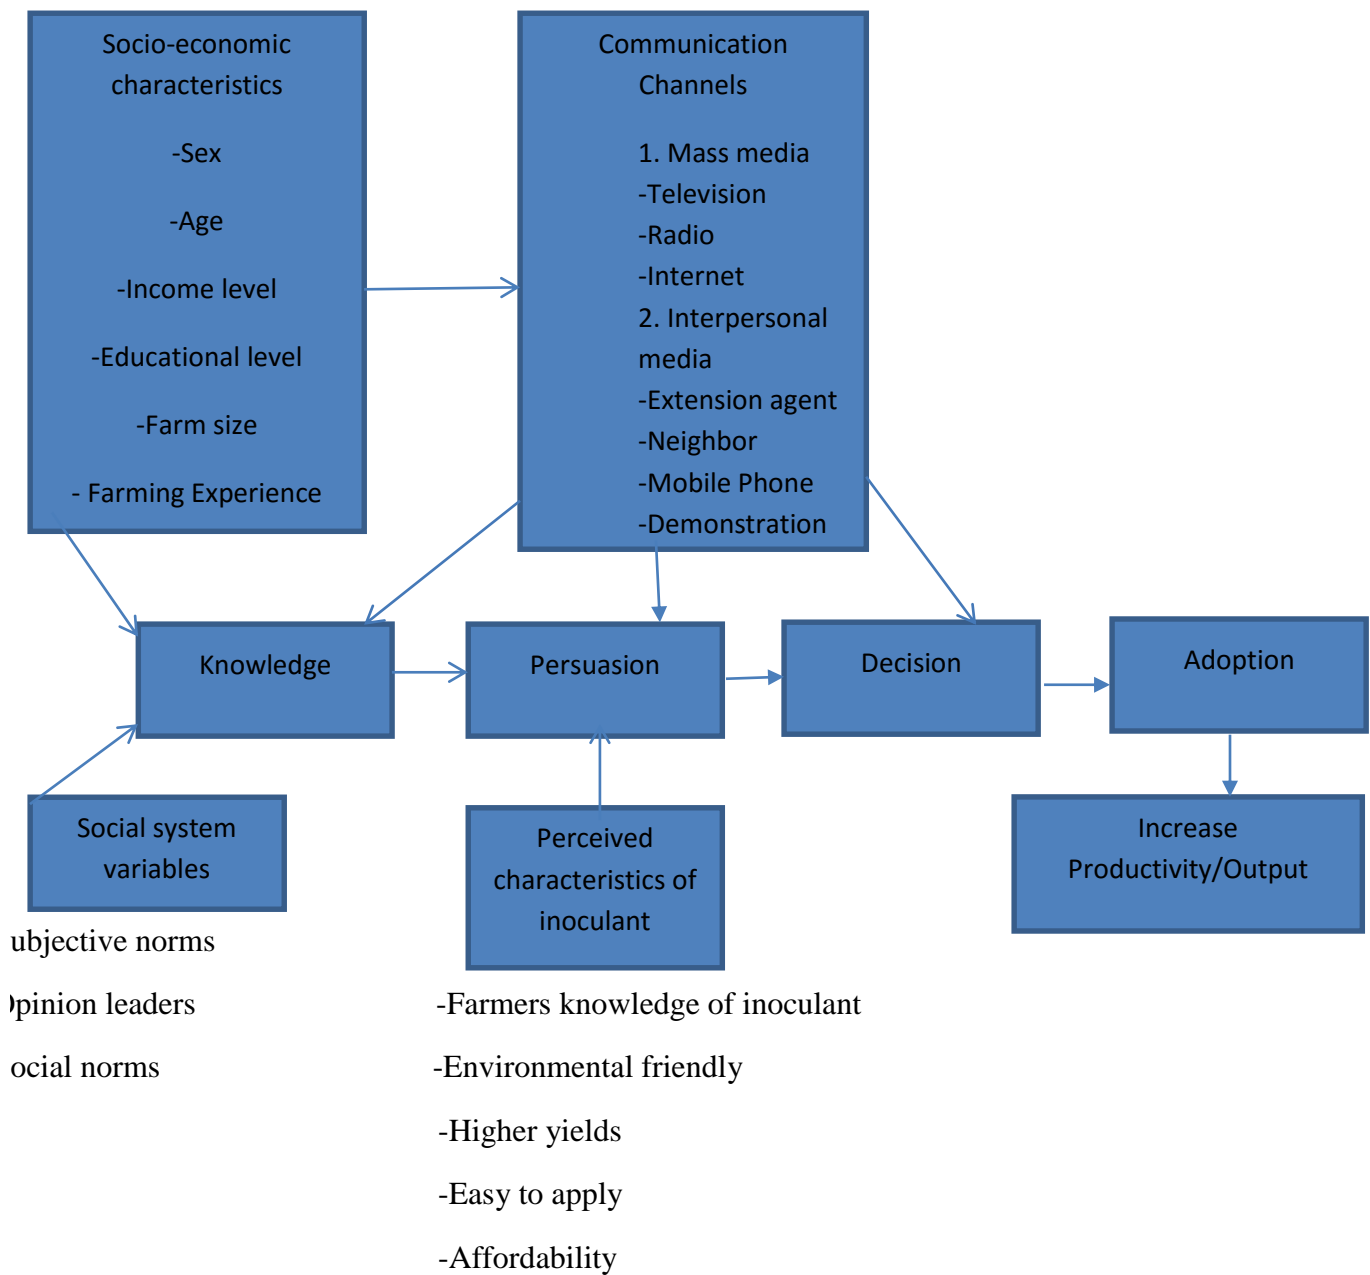 Socio-economic
characteristics
-Sex
-Age
-Income level
-Educational level
-Farm size
- Farming Experience
Communication
Channels
1. Mass media
-Television
-Radio
-Internet
2. Interpersonal
media
-Extension agent
-Neighbor
-Mobile Phone
-Demonstration
Knowledge
Persuasion
Decision
Adoption
Social system
variables
Perceived
characteristics of
inoculant
Increase
Productivity/Output
ubjective norms
pinion leaders
ocial norms
-Farmers knowledge of inoculant
-Environmental friendly
-Higher yields
-Easy to apply
-Affordability